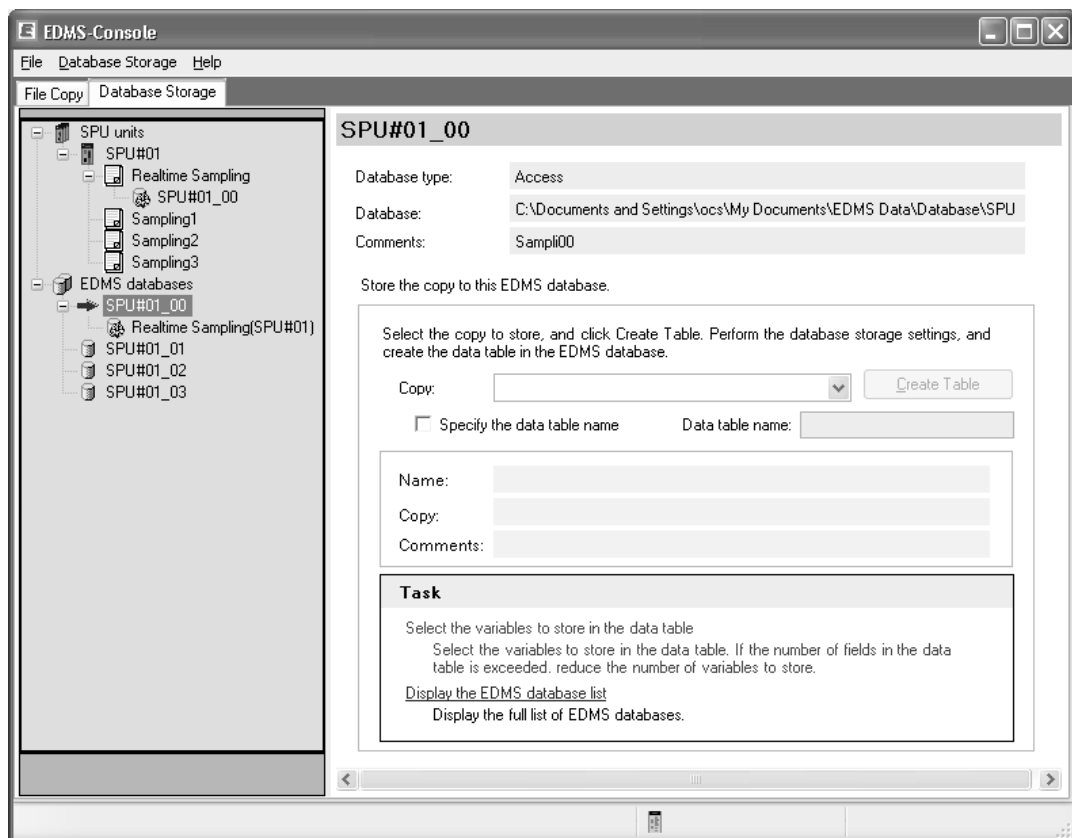 EDMS-Console
File Database Storage Help
File Copy Database Storage
SPU units
SPU#01
Realtime Sampling
SPU#01_00
Sampling1
Sampling2
Sampling3
EDMS databases
SPU#01_00
Realtime Sampling(SPU#01)
SPU#01_01
SPU#01_02
SPU#01_03
SPU#01_00
Database type: Access
Database: C:\Documents and Settings\ocs\My Documents\EDMS Data\Database\SPU
Comments: Sampli00
Store the copy to this EDMS database.
Select the copy to store, and click Create Table. Perform the database storage settings, and
create the data table in the EDMS database.
Copy: Create Table
Specify the data table name Data table name:
Name:
Copy:
Comments:
Task
Select the variables to store in the data table
Select the variables to store in the data table. If the number of fields in the data
table is exceeded. reduce the number of variables to store.
Display the EDMS database list
Display the full list of EDMS databases.